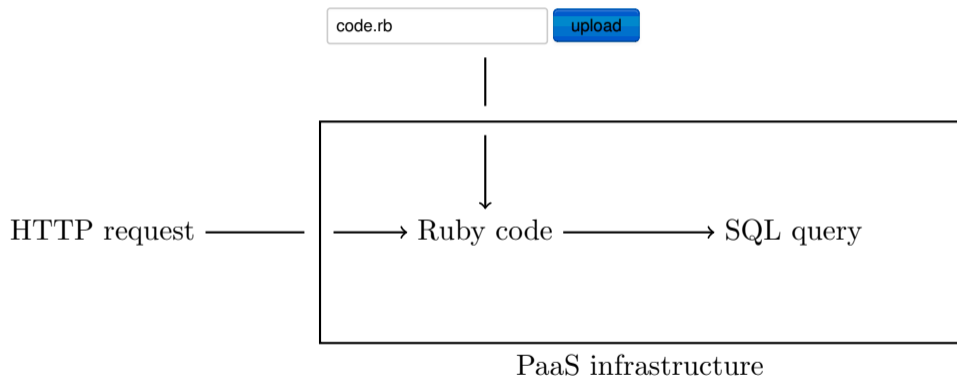 code.rb upload
HTTP request Ruby code SQL query
PaaS infrastructure